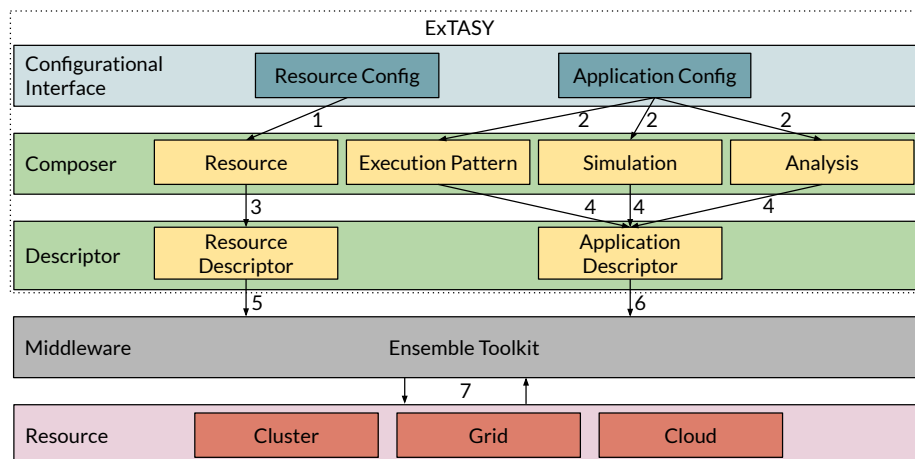 ExTASY
Configurational
Interface
Resource Config
Application Config
1
2
2
2
Composer
Resource
Execution Pattern
Simulation
Analysis
3
4
4
4
Descriptor
Resource
Descriptor
Application
Descriptor
5
6
Middleware
Ensemble Toolkit
7
Resource
Cluster
Grid
Cloud